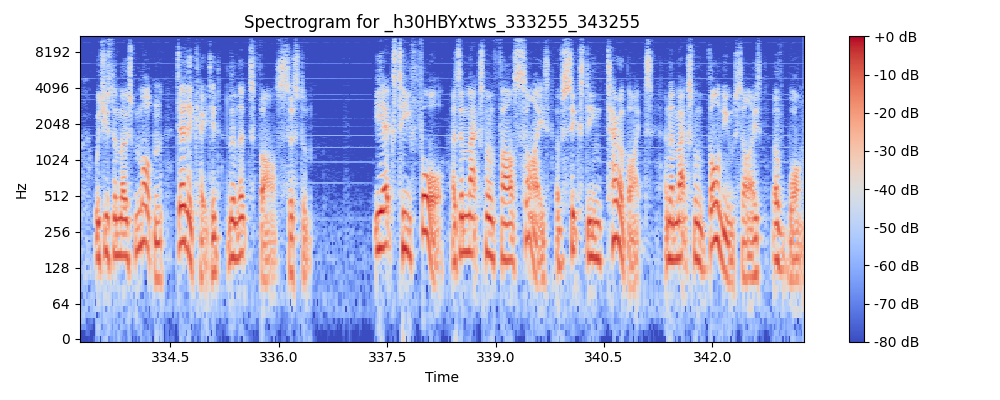 Spectrogram for _h30HBYxtws_333255_343255
8192
4096
2048
1024
512
256
128
64
0
Hz
334.5 336.0 337.5 339.0 340.5 342.0
Time
+0 dB
-10 dB
-20 dB
-30 dB
-40 dB
-50 dB
-60 dB
-70 dB
-80 dB